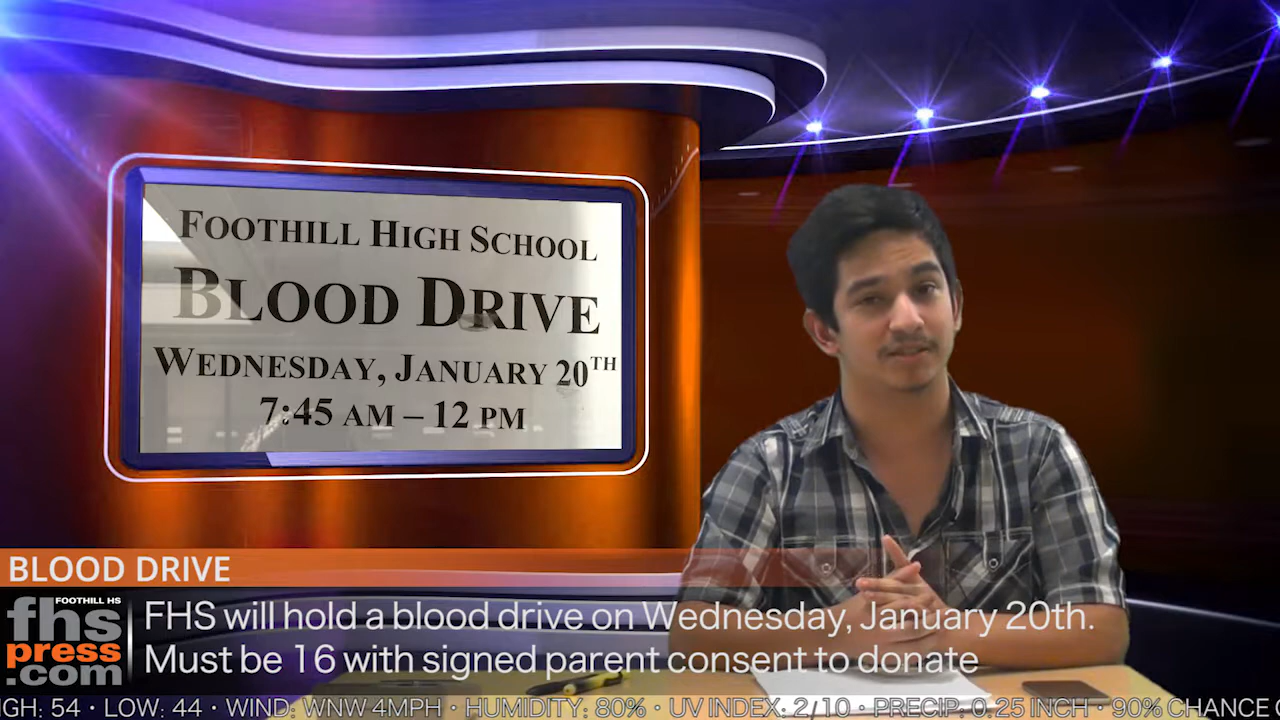 FOOTHILL HIGH SCHOOL
BLOOD DRIVE
WEDNESDAY, JANUARY 20TH
7:45 AM – 12 PM
BLOOD DRIVE
FOOTHILL HS
fhs
press
.com
FHS will hold a blood drive on Wednesday, January 20th.
Must be 16 with signed parent consent to donate
IGH: 54 · LOW: 44 · WIND: WNW 4MPH · HUMIDITY: 80% · UV INDEX: 2/10 · PRECIP: 0.25 INCH · 90% CHANCE